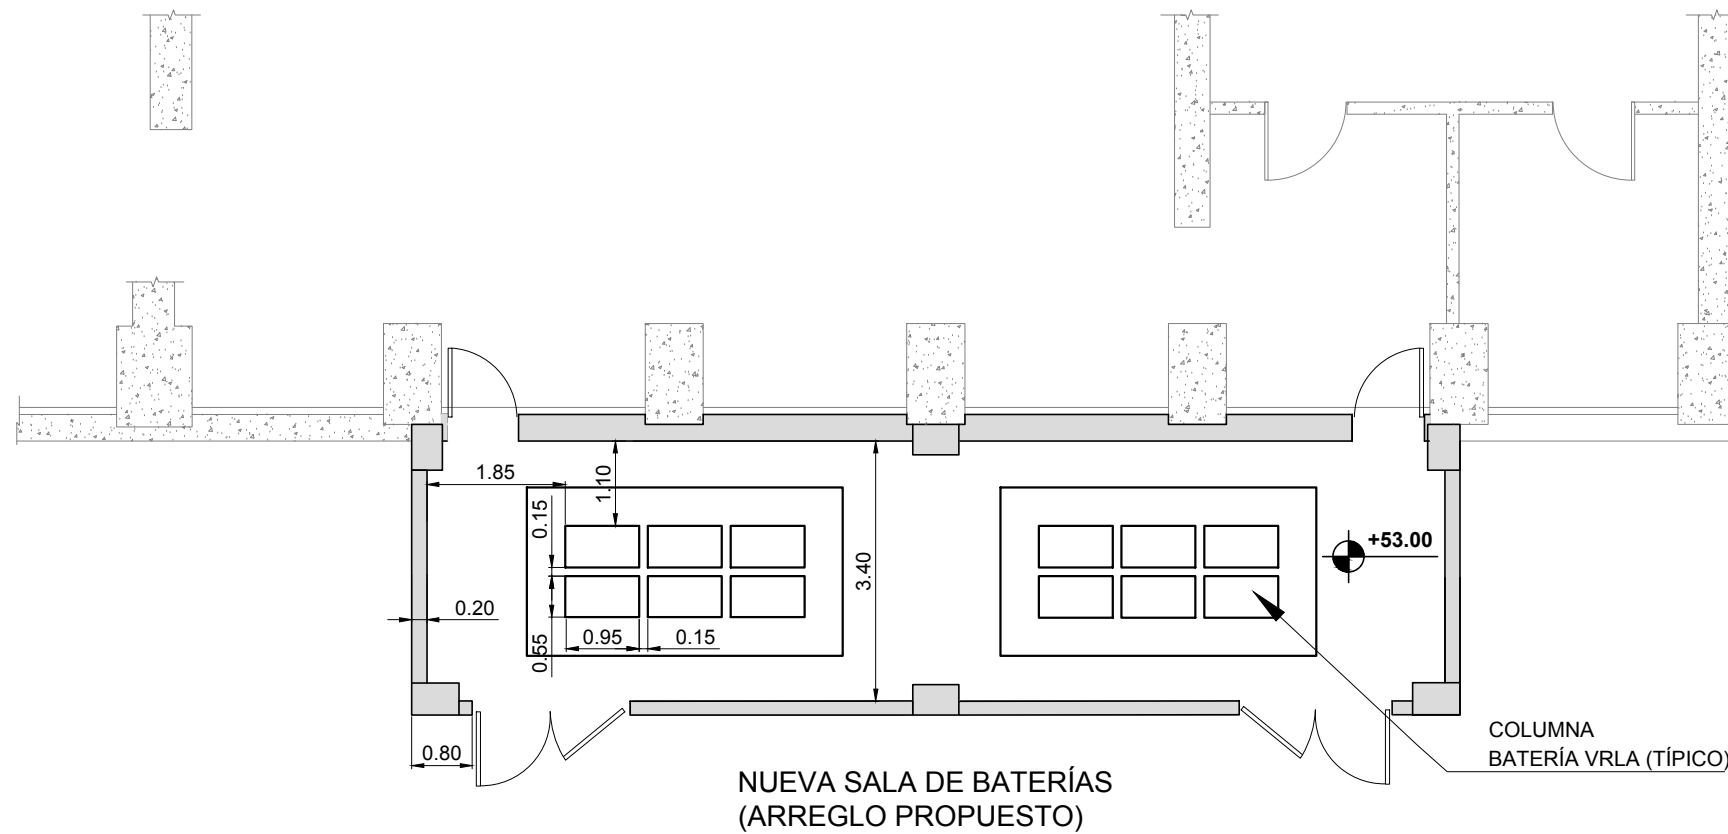 1.85
1.10
0.15
+53.00
3.40
0.20
0.95
0.15
0.55
0.80
COLUMNA
BATERÍA VRLA (TÍPICO)
NUEVA SALA DE BATERÍAS
(ARREGLO PROPUESTO)